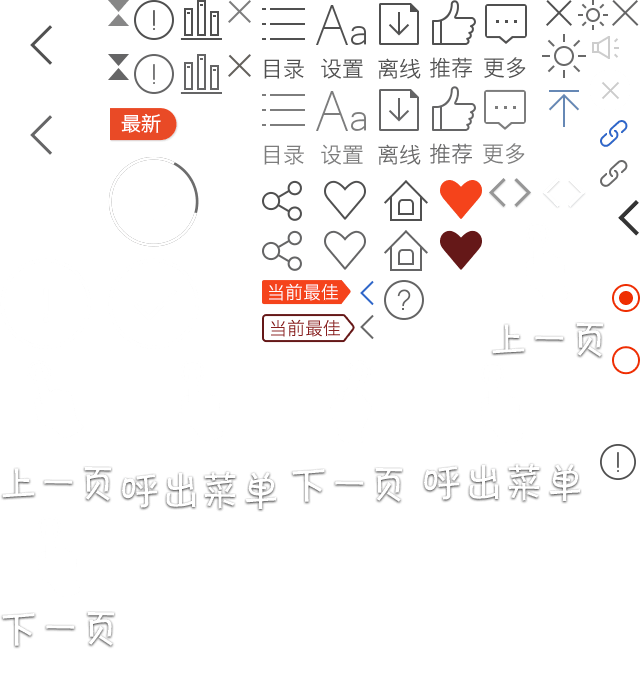 Aa
目录 设置 离线 推荐 更多
最新
Aa
目录 设置 离线 推荐 更多
当前最佳
?
当前最佳
上一页
上一页 呼出菜单 下一页 呼出菜单
下一页